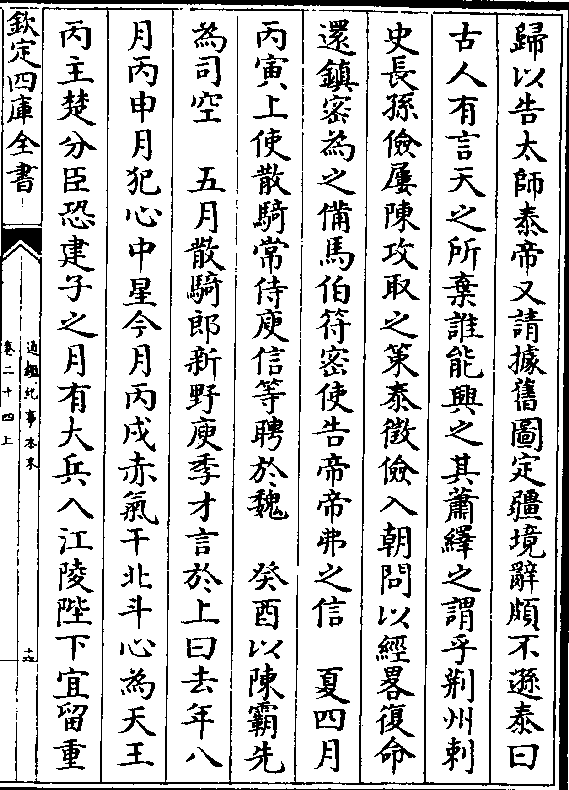 歸以告太師泰帝又請據舊圖定疆境辭頗不遜泰曰
古人有言天之所棄誰能興之其蕭繹之謂乎荆州刺
史長孫儉屢陳攻取之策泰徵儉入朝問以經畧復命
還鎮密為之備馬伯符密使告帝帝弗之信　夏四月
丙寅上使散騎常侍庾信等聘於魏　癸酉以陳霸先
為司空　五月散騎郎新野庾季才言於上曰去年八
月丙申月犯心中星今月丙戌赤氣干北斗心為天王
丙主楚分臣恐建子之月有大兵入江陵陛下宜留重
欽定四庫全書
通鑑紀事本末
卷二十四上
十六